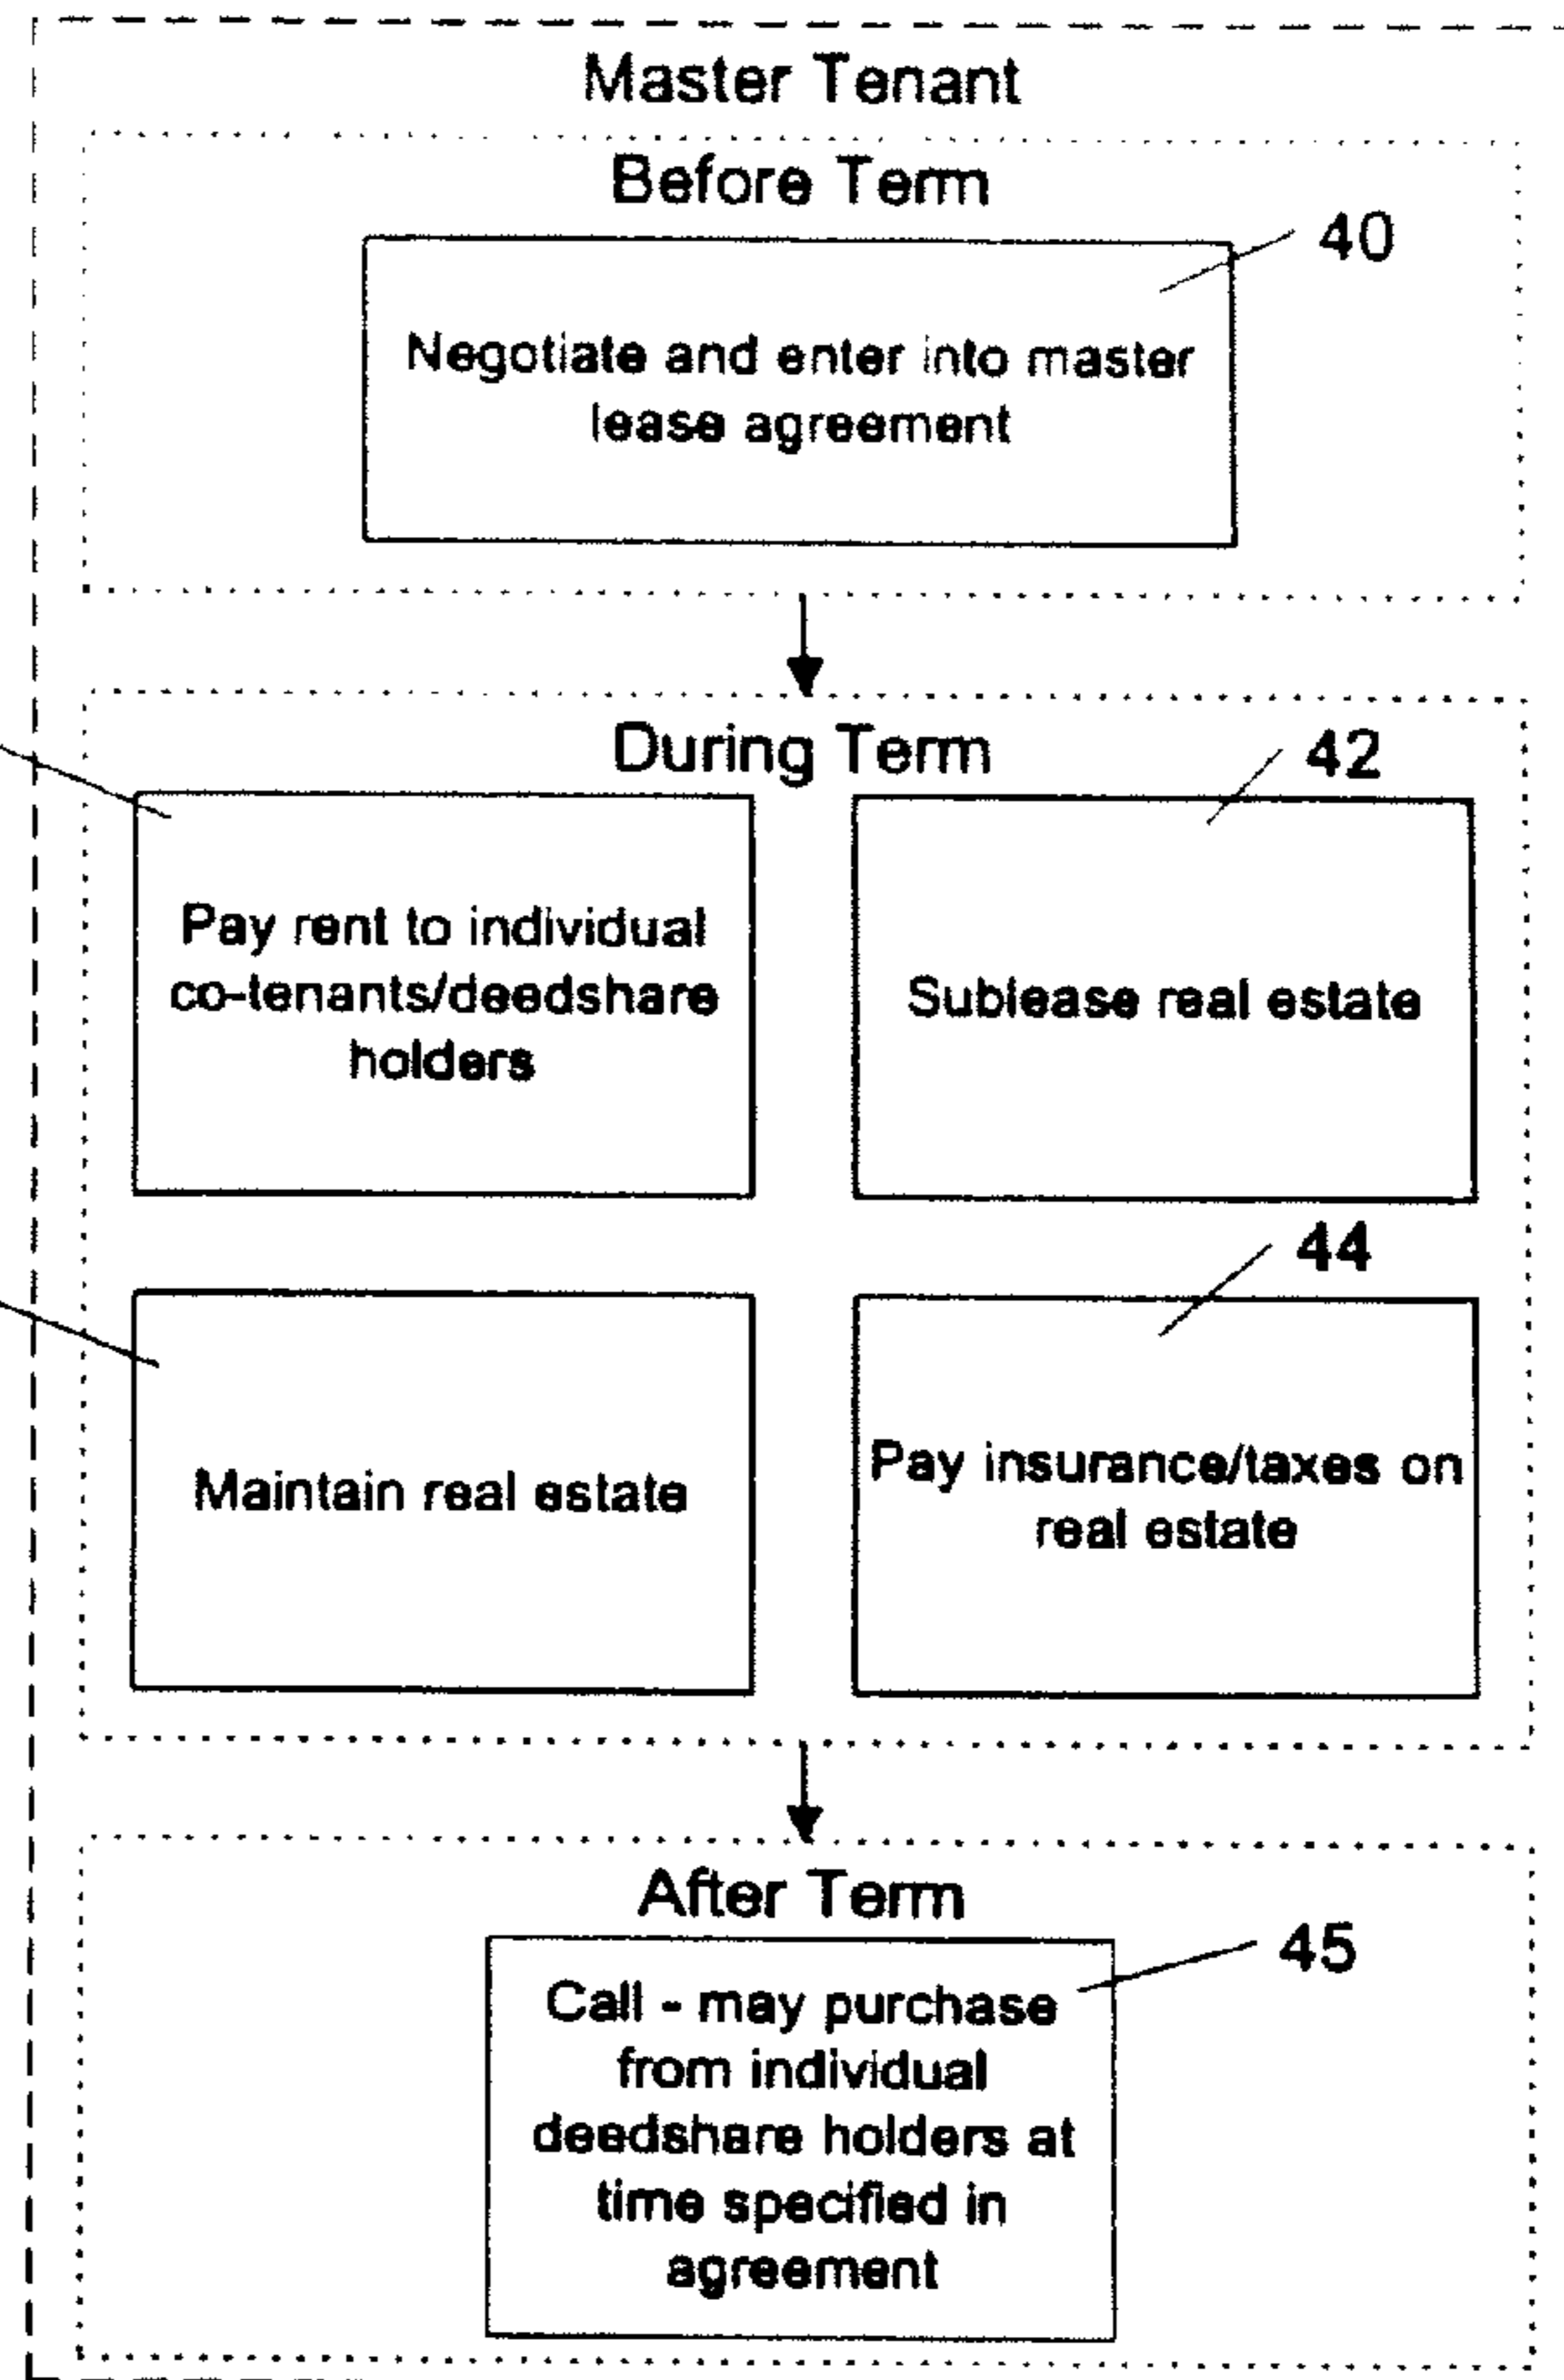 Master Tenant
Before Term
40
Negotiate and enter into master
lease agreement
During Term
42
Pay rent to individual
co-tenants/deedshare
holders
Sublease real estate
44
Maintain real estate
Pay insurance/taxes on
real estate
After Term
45
Call - may purchase
from individual
deedshare holders at
time specified in
agreement